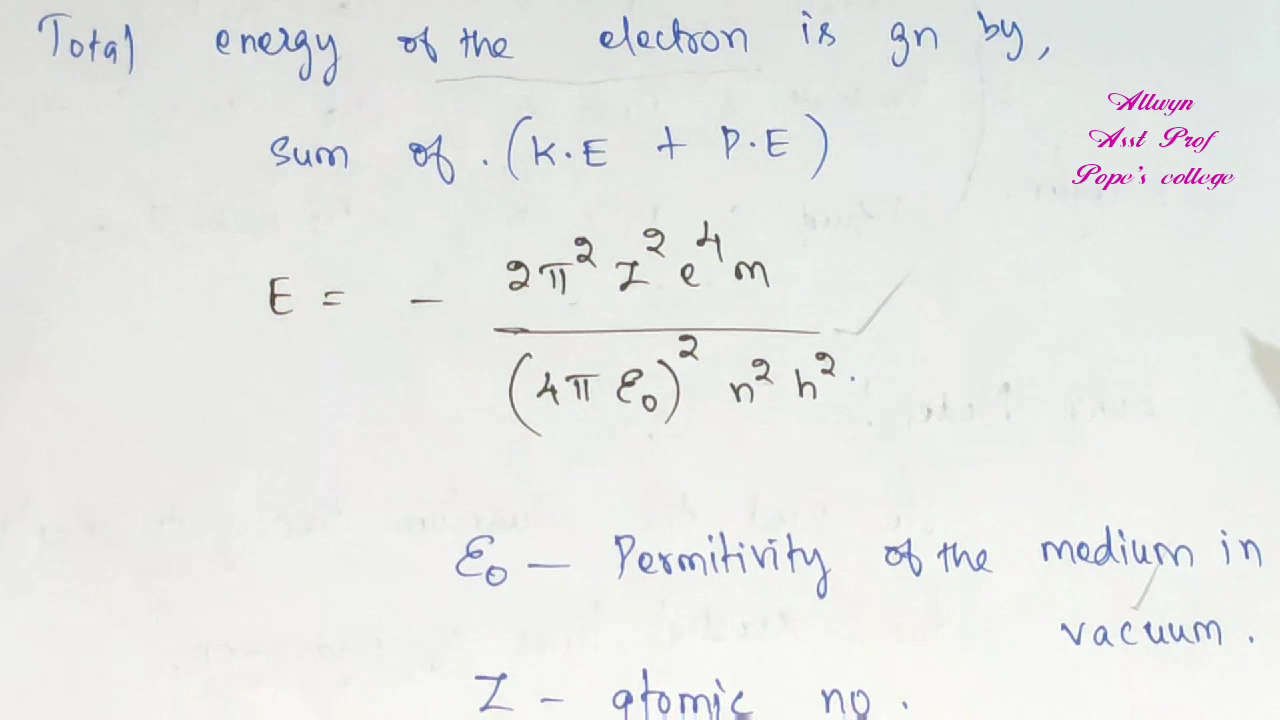 Total energy of the electron is gn by,
Allwyn
Asst Prof
Pope's college
sum of . (K.E + P.E)
E = - 2π² Z² e⁴ m / (4π ε₀)² n² h² .
ε₀ - Permitivity of the medium in
vacuum .
Z - atomic no .